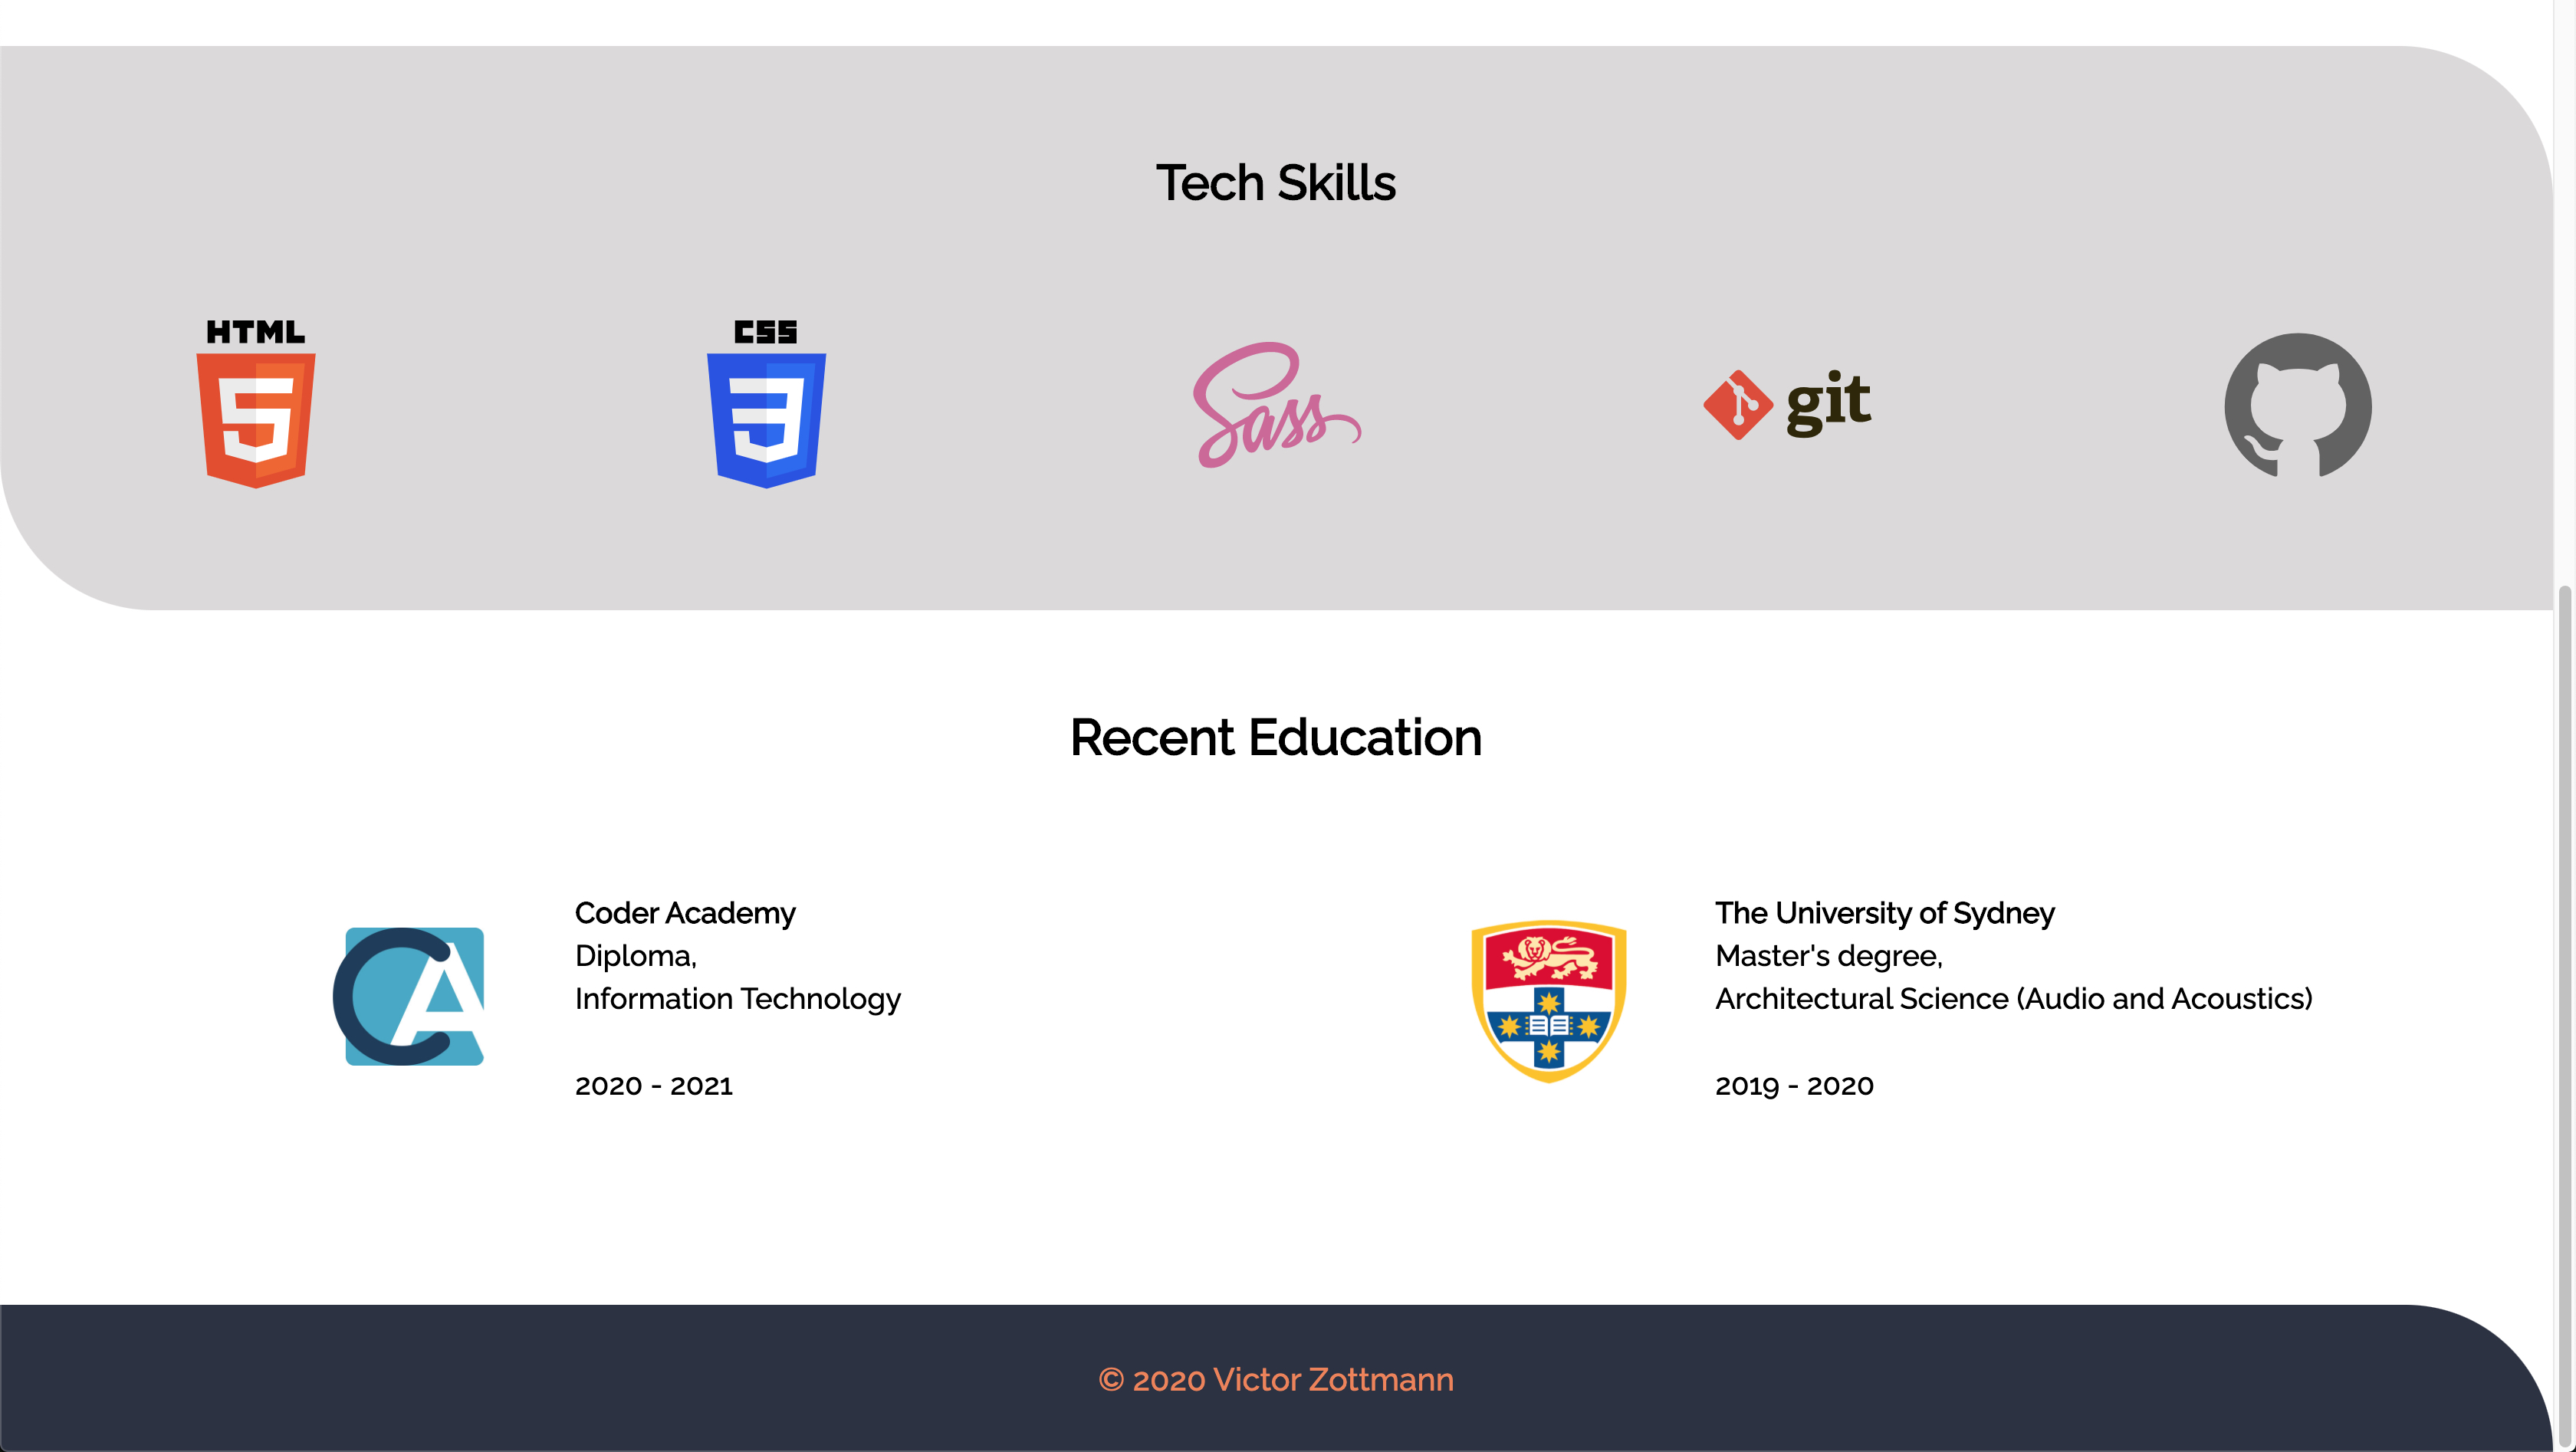 Tech Skills
HTML
CSS
Sass
git
Recent Education
Coder Academy
Diploma,
Information Technology
2020 - 2021
The University of Sydney
Master's degree,
Architectural Science (Audio and Acoustics)
2019 - 2020
© 2020 Victor Zottmann